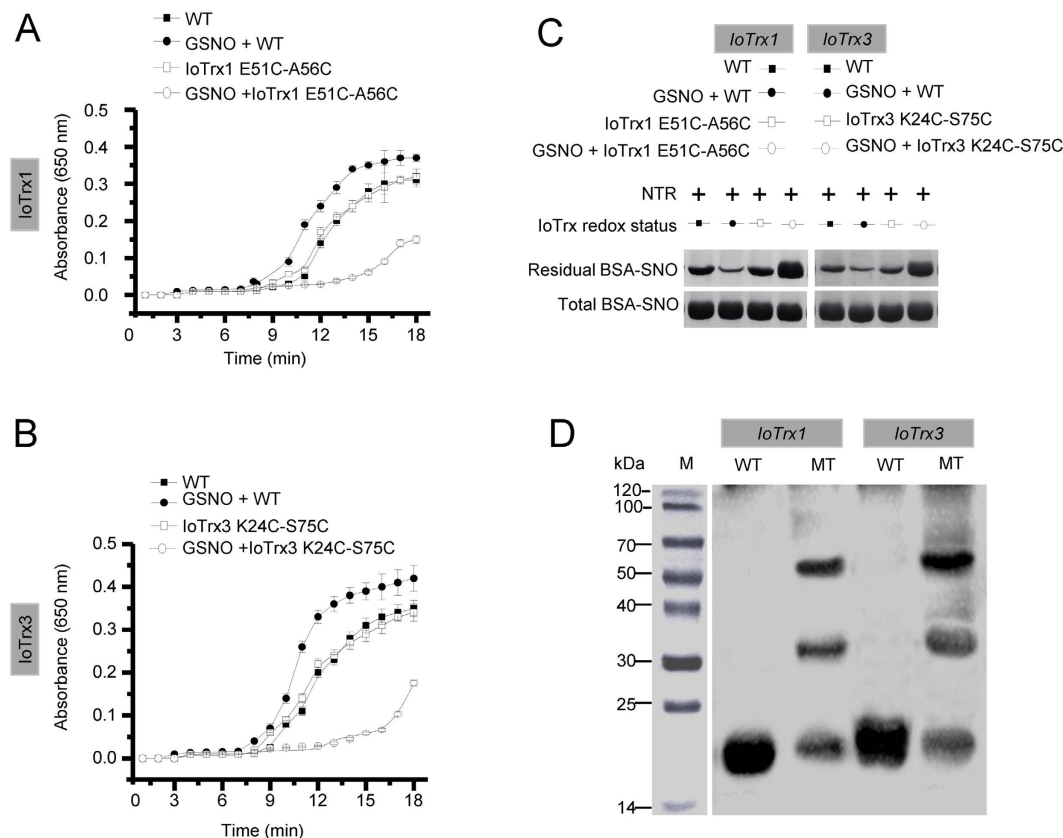 A
WT
GSNO + WT
IoTrx1 E51C-A56C
GSNO +IoTrx1 E51C-A56C
IoTrx1
Absorbance (650 nm)
0.5
0.4
0.3
0.2
0.1
0.0
0 3 6 9 12 15 18
Time (min)
B
WT
GSNO + WT
IoTrx3 K24C-S75C
GSNO +IoTrx3 K24C-S75C
IoTrx3
Absorbance (650 nm)
0.5
0.4
0.3
0.2
0.1
0.0
0 3 6 9 12 15 18
Time (min)
C
IoTrx1 IoTrx3
WT WT
GSNO + WT GSNO + WT
IoTrx1 E51C-A56C IoTrx3 K24C-S75C
GSNO + IoTrx1 E51C-A56C GSNO + IoTrx3 K24C-S75C
NTR + + + + + + + +
IoTrx redox status
Residual BSA-SNO
Total BSA-SNO
D
IoTrx1 IoTrx3
kDa M WT MT WT MT
120
100
70
50
40
30
25
14